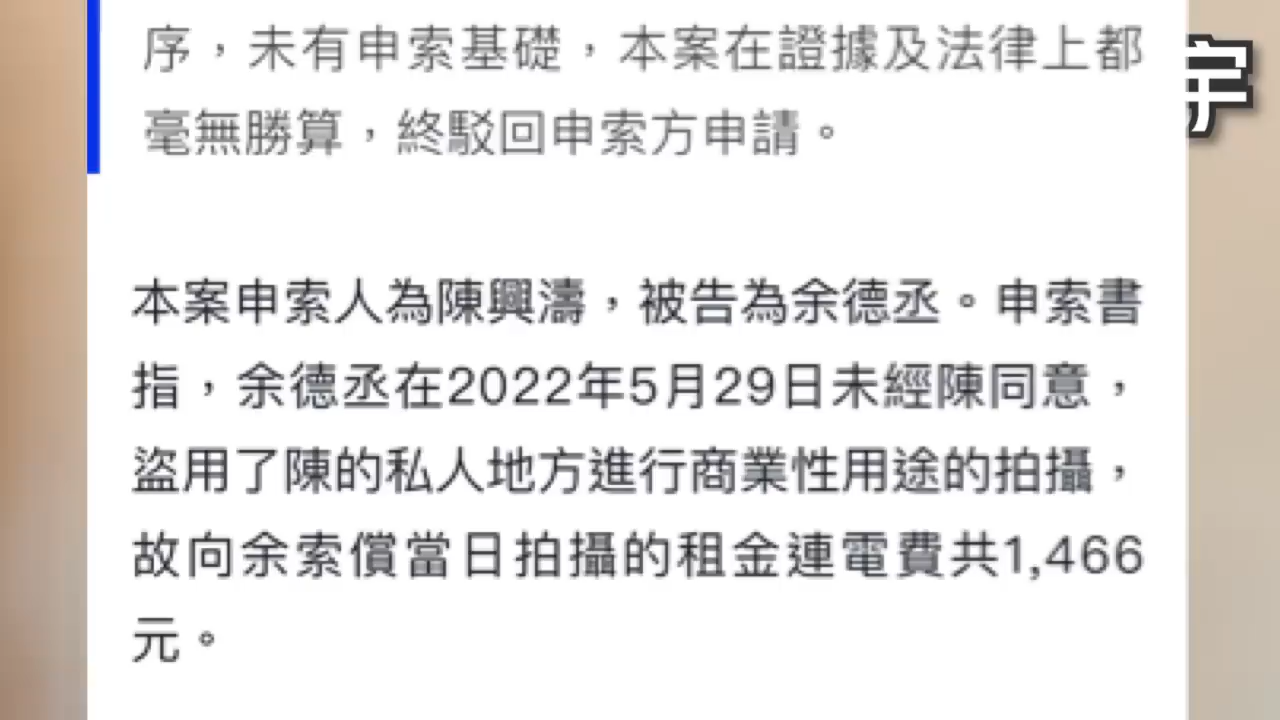 序，未有申索基礎，本案在證據及法律上都
毫無勝算，終駁回申索方申請。
本案申索人為陳興濤，被告為余德丞。申索書
指，余德丞在2022年5月29日未經陳同意，
盜用了陳的私人地方進行商業性用途的拍攝，
故向余索償當日拍攝的租金連電費共1,466
元。